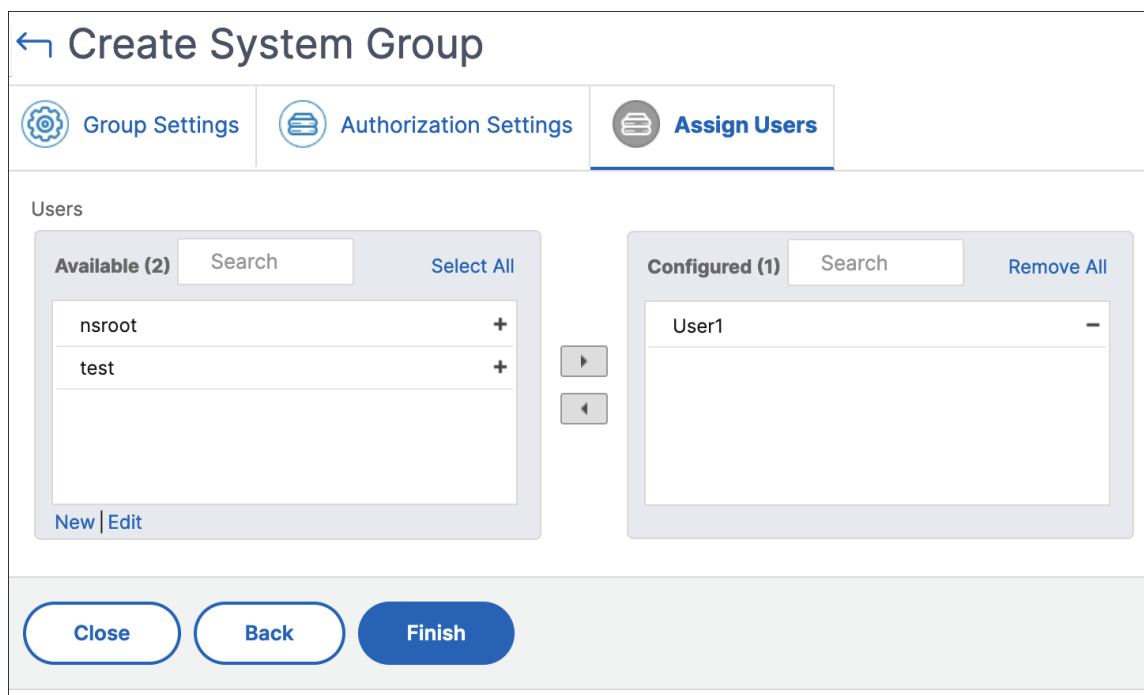 Create System Group
Group Settings
Authorization Settings
Assign Users
Users
Available (2)
Search
Select All
nsroot
test
New | Edit
Configured (1)
Search
Remove All
User1
Close
Back
Finish